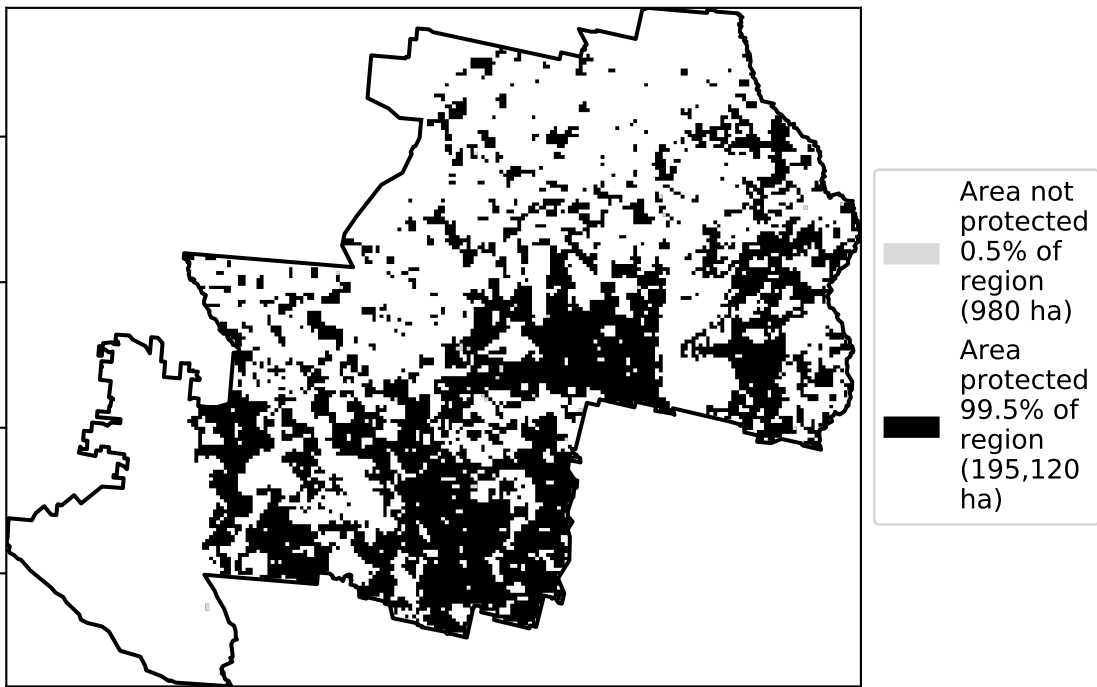 Area not
protected
0.5% of
region
(980 ha)
Area
protected
99.5% of
region
(195,120
ha)